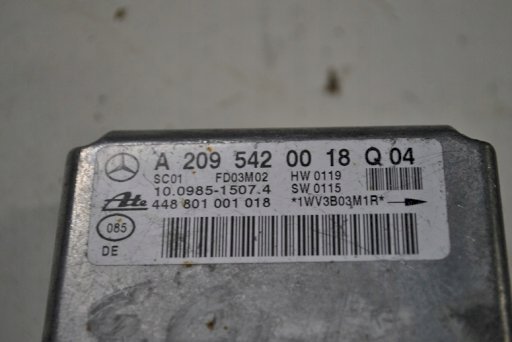 A 209 542 00 18 Q 04
SC01 FD03M02 HW 0119
10.0985-1507.4 SW 0115
Ate 448 801 001 018 *1WV3B03M1R*
085
DE